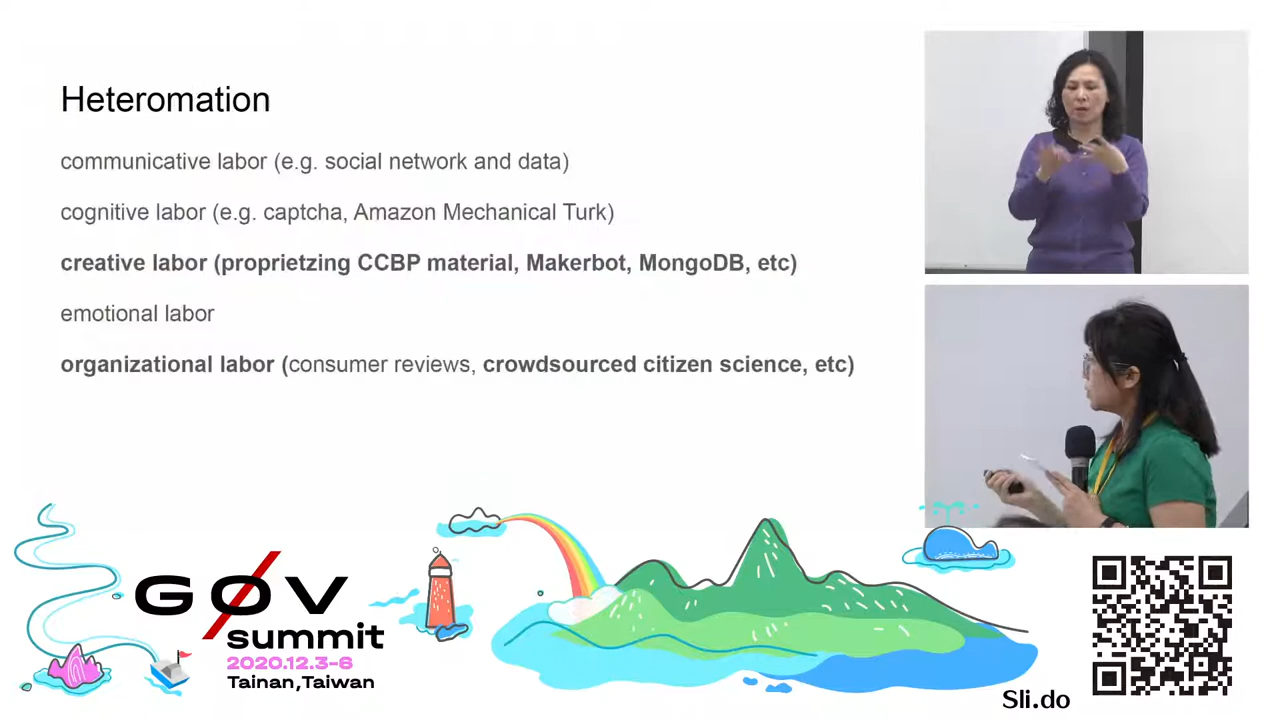 Heteromation
communicative labor (e.g. social network and data)
cognitive labor (e.g. captcha, Amazon Mechanical Turk)
creative labor (proprietzing CCBP material, Makerbot, MongoDB, etc)
emotional labor
organizational labor (consumer reviews, crowdsourced citizen science, etc)
GØV
summit
2020.12.3-6
Tainan,Taiwan
Sli.do